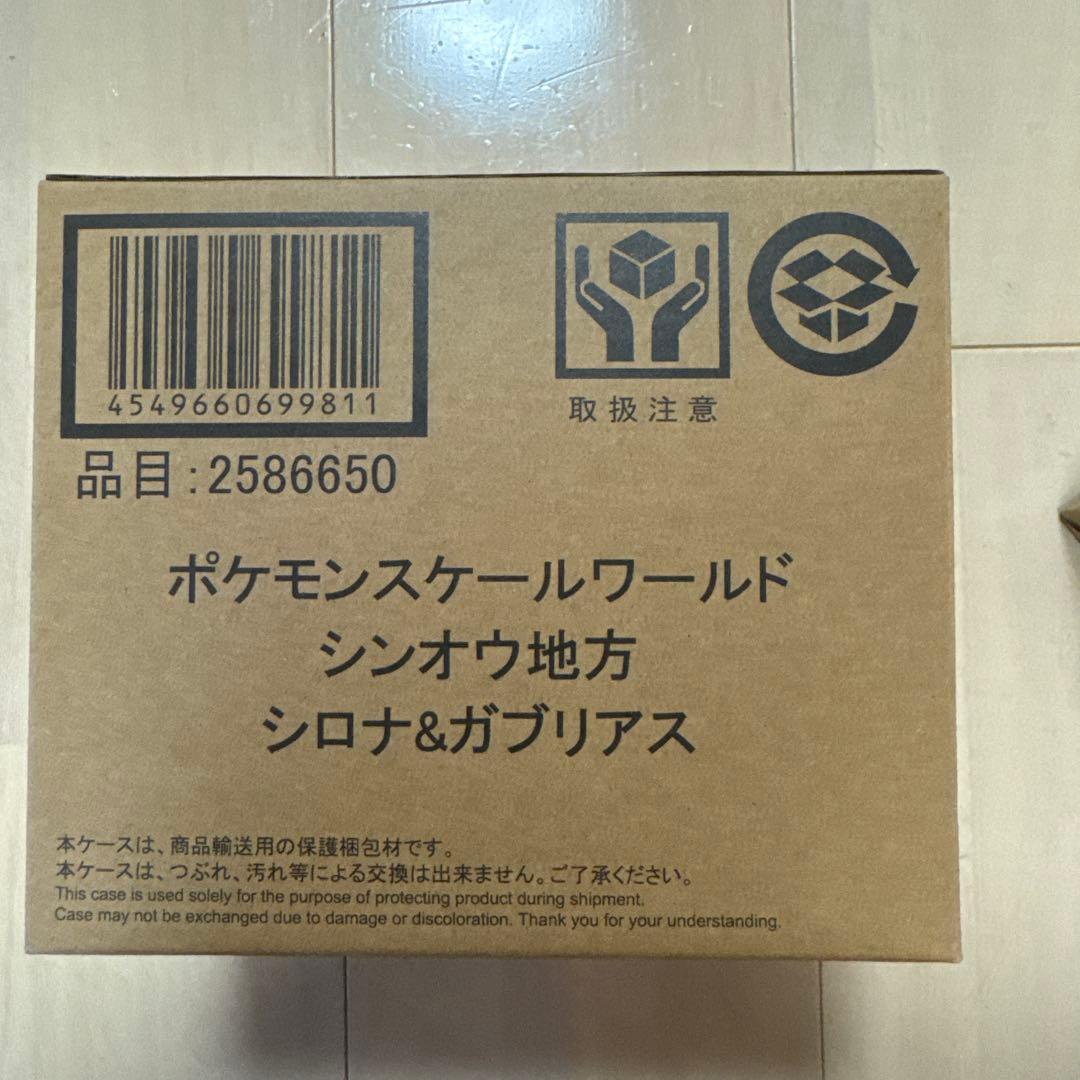 4549660699811
取扱注意
品目:2586650
ポケモンスケールワールド
シンオウ地方
シロナ&ガブリアス
本ケースは、商品輸送用の保護梱包材です。
本ケースは、つぶれ、汚れ等による交換は出来ません。ご了承ください。
This case is used solely for the purpose of protecting product during shipment.
Case may not be exchanged due to damage or discoloration. Thank you for your understanding.